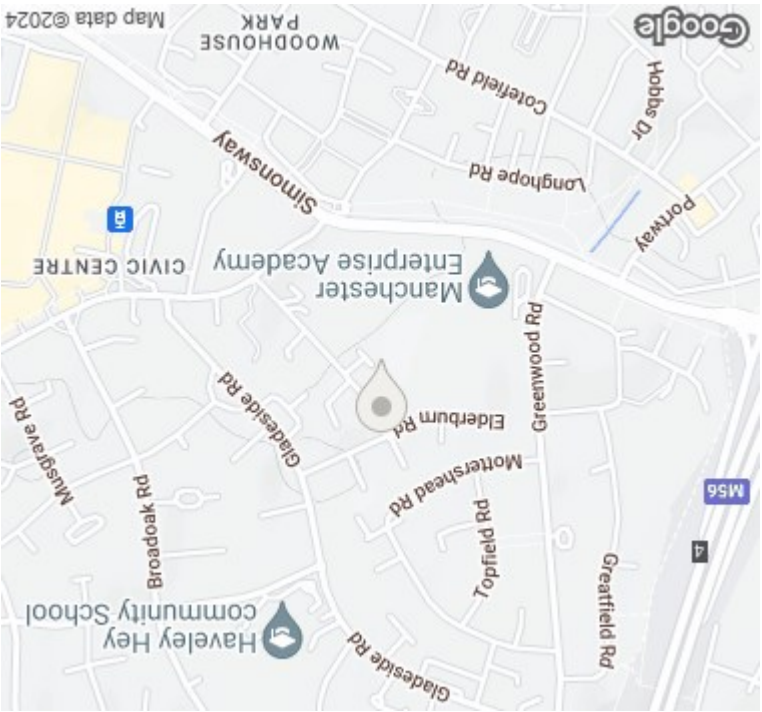 Gladeside Rd
Haveley Hey
community School
Greatfield Rd
Topfield Rd
4
Broadoak Rd
M56
Mottershead Rd
Musgrave Rd
Elderburn Rd
Gladeside Rd
Greenwood Rd
Manchester
Enterprise Academy
CIVIC CENTRE
Portway
Simonsway
Longhope Rd
Hobbs Dr
Cotefield Rd
WOODHOUSE
PARK
Google
Map data ©2024